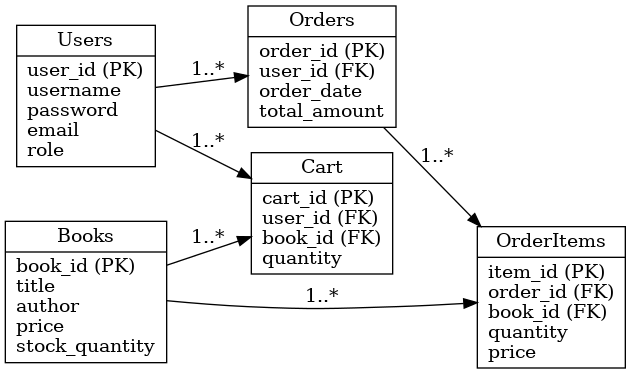 Users
user_id (PK)
username
password
email
role
1..*
1..*
Orders
order_id (PK)
user_id (FK)
order_date
total_amount
1..*
Cart
cart_id (PK)
user_id (FK)
book_id (FK)
quantity
Books
book_id (PK)
title
author
price
stock_quantity
1..*
1..*
OrderItems
item_id (PK)
order_id (FK)
book_id (FK)
quantity
price